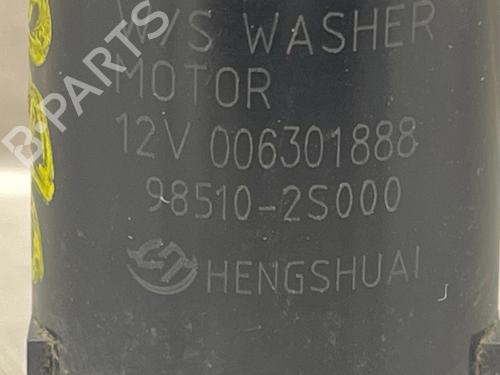 W/S WASHER
MOTOR
12V 006301888
98510-2S000
HENGSHUAI
B-PARTS